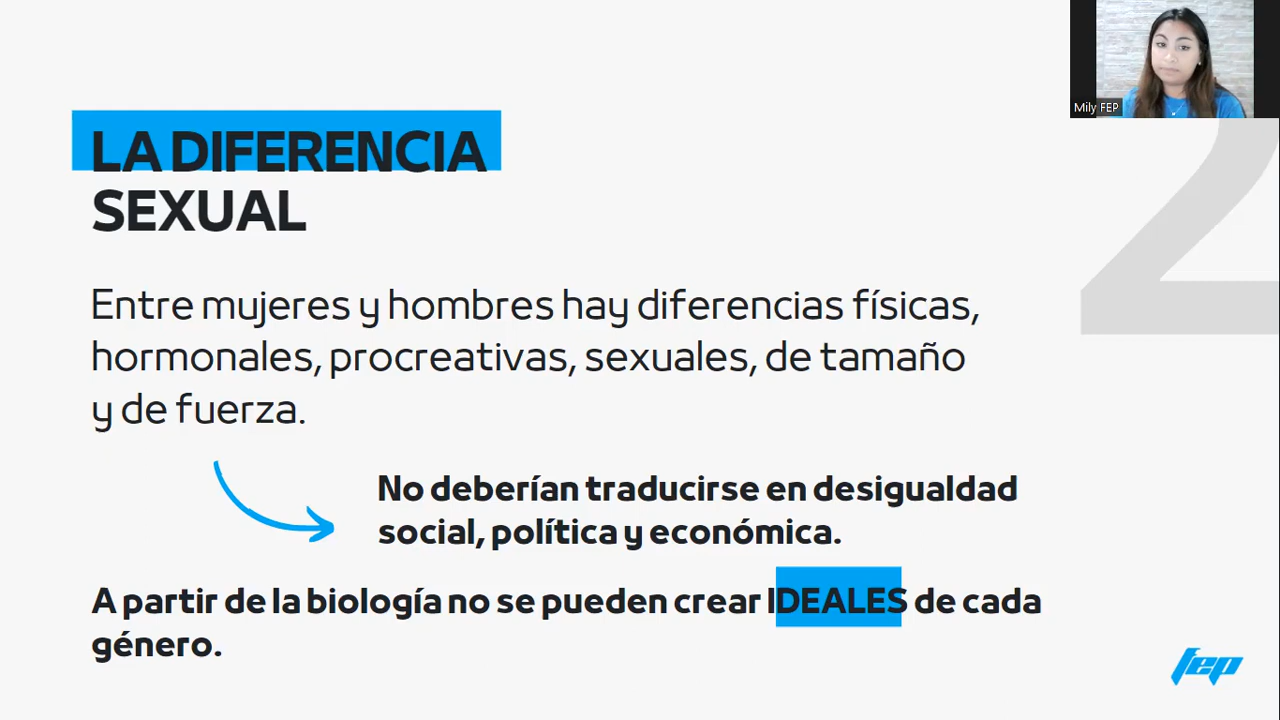 Mily FEP
2
LA DIFERENCIA
SEXUAL
Entre mujeres y hombres hay diferencias físicas,
hormonales, procreativas, sexuales, de tamaño
y de fuerza.
No deberían traducirse en desigualdad
social, política y económica.
A partir de la biología no se pueden crear IDEALES de cada
género.
fep